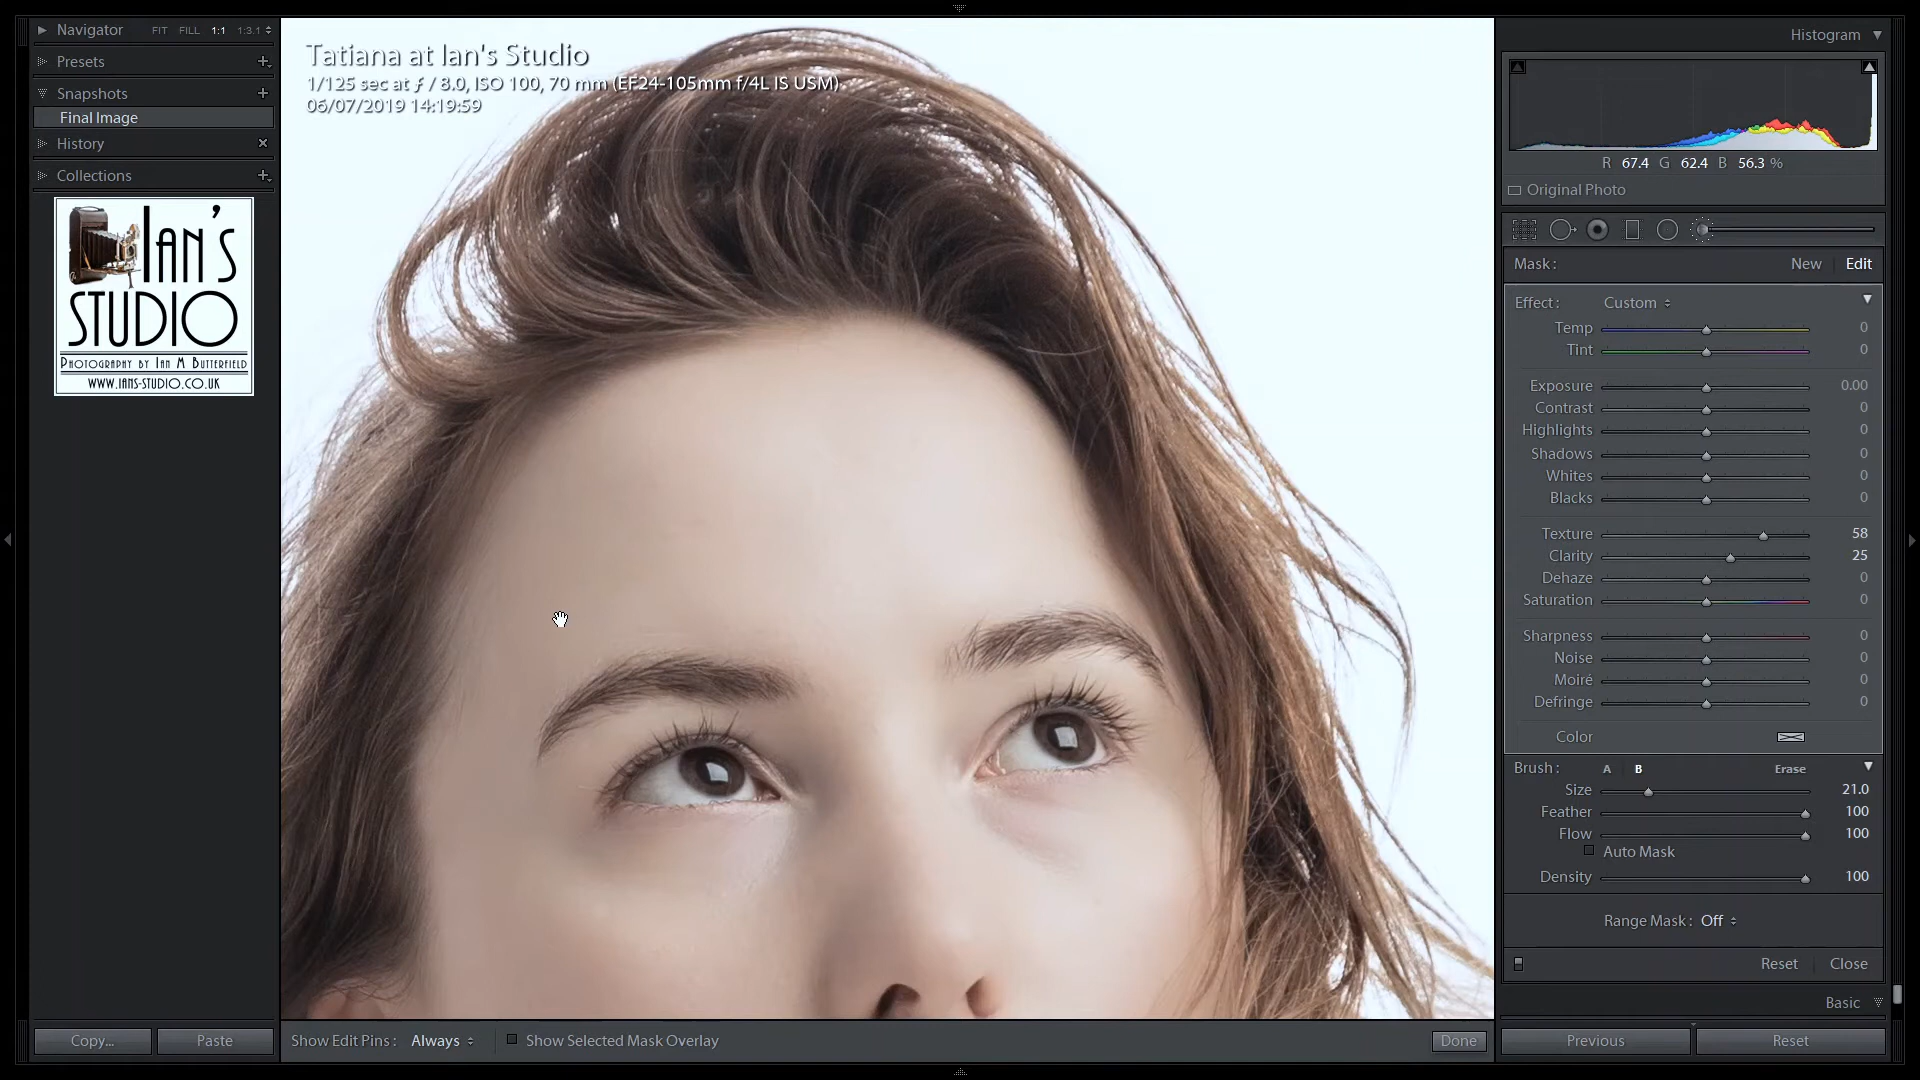 Navigator FIT FILL 1:1 1:3.1
Presets
Snapshots
Final Image
History
Collections
IAN'S
STUDIO
PHOTOGRAPHY BY IAN M BUTTERFIELD
WWW.IANS-STUDIO.CO.UK
Copy... Paste
Tatiana at Ian's Studio
1/125 sec at ƒ / 8.0, ISO 100, 70 mm (EF24-105mm f/4L IS USM)
06/07/2019 14:19:59
Show Edit Pins : Always Show Selected Mask Overlay Done
Histogram
R 67.4 G 62.4 B 56.3 %
Original Photo
Mask : New Edit
Effect : Custom
Temp 0
Tint 0
Exposure 0.00
Contrast 0
Highlights 0
Shadows 0
Whites 0
Blacks 0
Texture 58
Clarity 25
Dehaze 0
Saturation 0
Sharpness 0
Noise 0
Moiré 0
Defringe 0
Color
Brush : A B Erase
Size 21.0
Feather 100
Flow 100
Auto Mask
Density 100
Range Mask : Off
Reset Close
Basic
Previous Reset